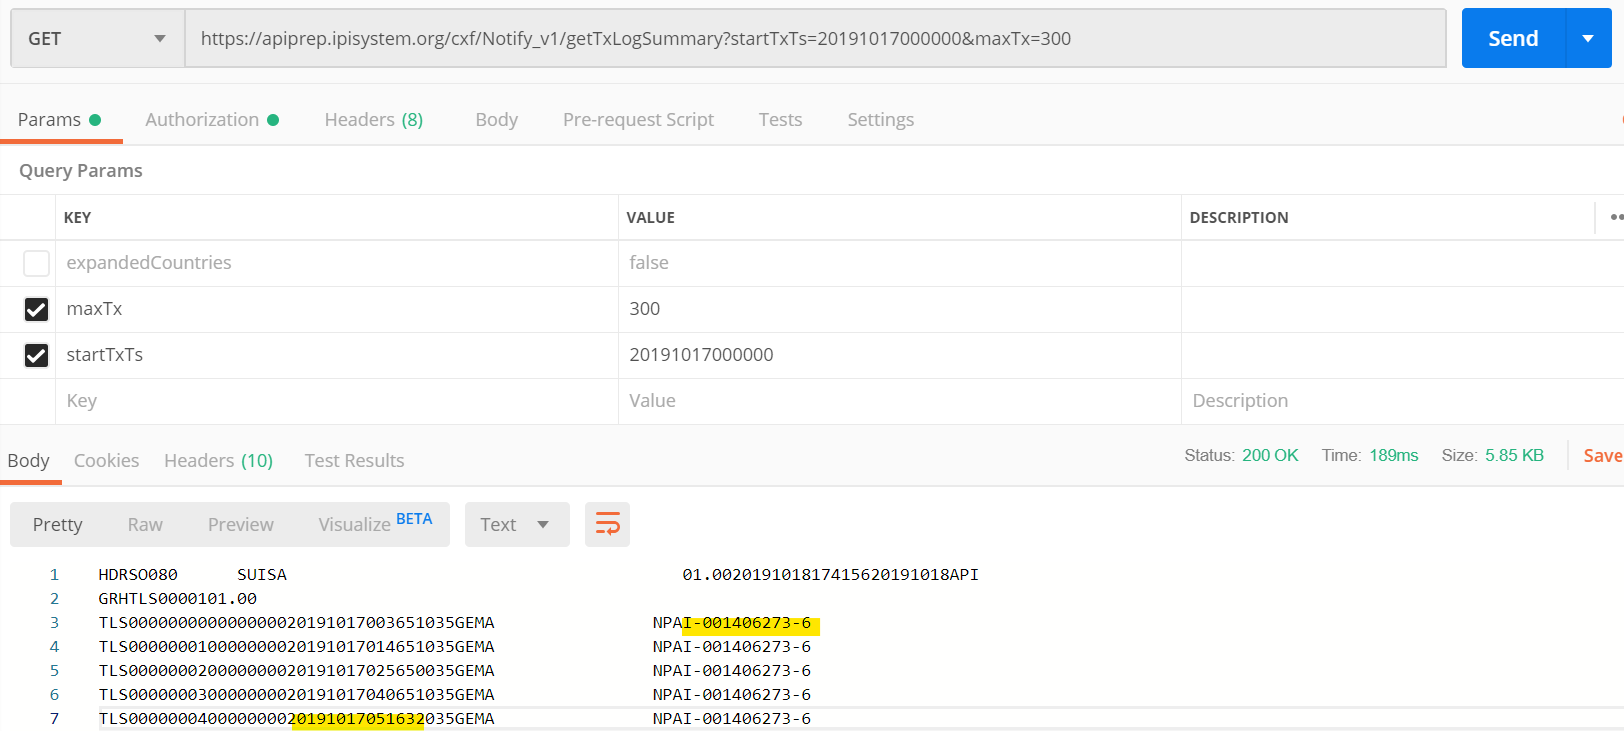 GET https://apiprep.ipisystem.org/cxf/Notify_v1/getTxLogSummary?startTxTs=20191017000000&maxTx=300 Send
Params Authorization Headers (8) Body Pre-request Script Tests Settings
Query Params
KEY VALUE DESCRIPTION
expandedCountries false
maxTx 300
startTxTs 20191017000000
Key Value Description
Body Cookies Headers (10) Test Results Status: 200 OK Time: 189ms Size: 5.85 KB Save
Pretty Raw Preview Visualize BETA Text
1 HDRSO080      SUISA                                        01.002019101817415620191018API
2 GRHTLS0000101.00
3 TLS000000000000000020191017003651035GEMA                NPAI-001406273-6
4 TLS000000010000000020191017014651035GEMA                NPAI-001406273-6
5 TLS000000020000000020191017025650035GEMA                NPAI-001406273-6
6 TLS000000030000000020191017040651035GEMA                NPAI-001406273-6
7 TLS000000040000000020191017051632035GEMA                NPAI-001406273-6